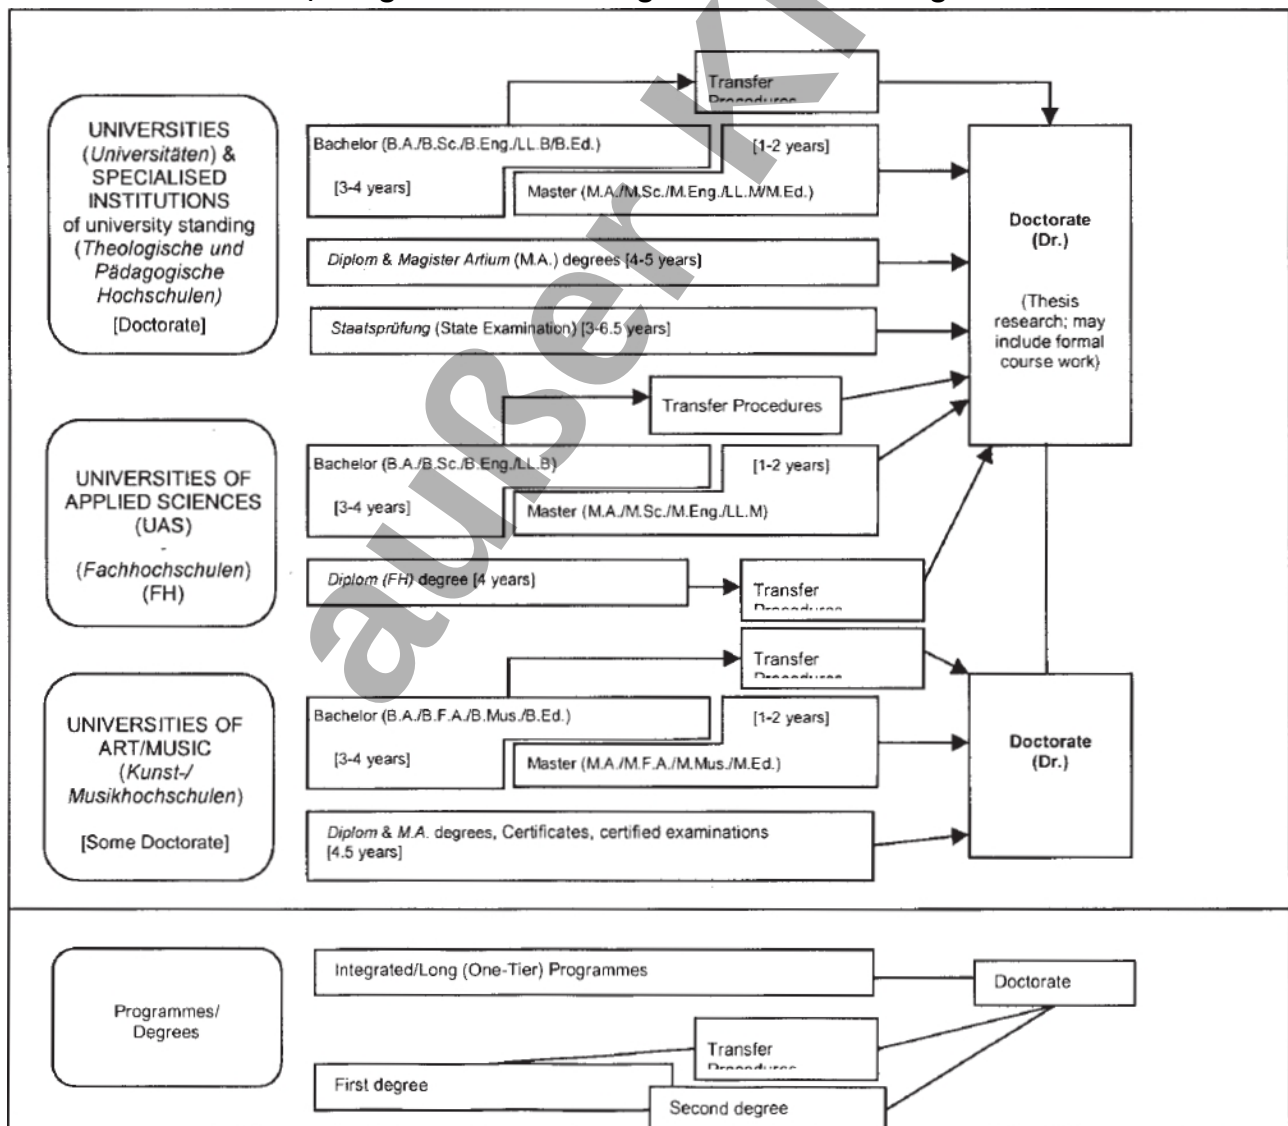 UNIVERSITIES
(Universitäten) &
SPECIALISED
INSTITUTIONS
of university standing
(Theologische und
Pädagogische
Hochschulen)
[Doctorate]
Transfer
Procedures
Bachelor (B.A./B.Sc./B.Eng./LL.B/B.Ed.)
[3-4 years]
[1-2 years]
Master (M.A./M.Sc./M.Eng./LL.M/M.Ed.)
Diplom & Magister Artium (M.A.) degrees [4-5 years]
Staatsprüfung (State Examination) [3-6.5 years]
Doctorate
(Dr.)
(Thesis
research; may
include formal
course work)
UNIVERSITIES OF
APPLIED SCIENCES
(UAS)
-
(Fachhochschulen)
(FH)
Transfer Procedures
Bachelor (B.A./B.Sc./B.Eng./LL.B)
[3-4 years]
[1-2 years]
Master (M.A./M.Sc./M.Eng./LL.M)
Diplom (FH) degree [4 years]
Transfer
Procedures
UNIVERSITIES OF
ART/MUSIC
(Kunst-/
Musikhochschulen)
[Some Doctorate]
Transfer
Procedures
Bachelor (B.A./B.F.A./B.Mus./B.Ed.)
[3-4 years]
[1-2 years]
Master (M.A./M.F.A./M.Mus./M.Ed.)
Diplom & M.A. degrees, Certificates, certified examinations
[4.5 years]
Doctorate
(Dr.)
Programmes/
Degrees
Integrated/Long (One-Tier) Programmes
Doctorate
Transfer
Procedures
First degree
Second degree
außer